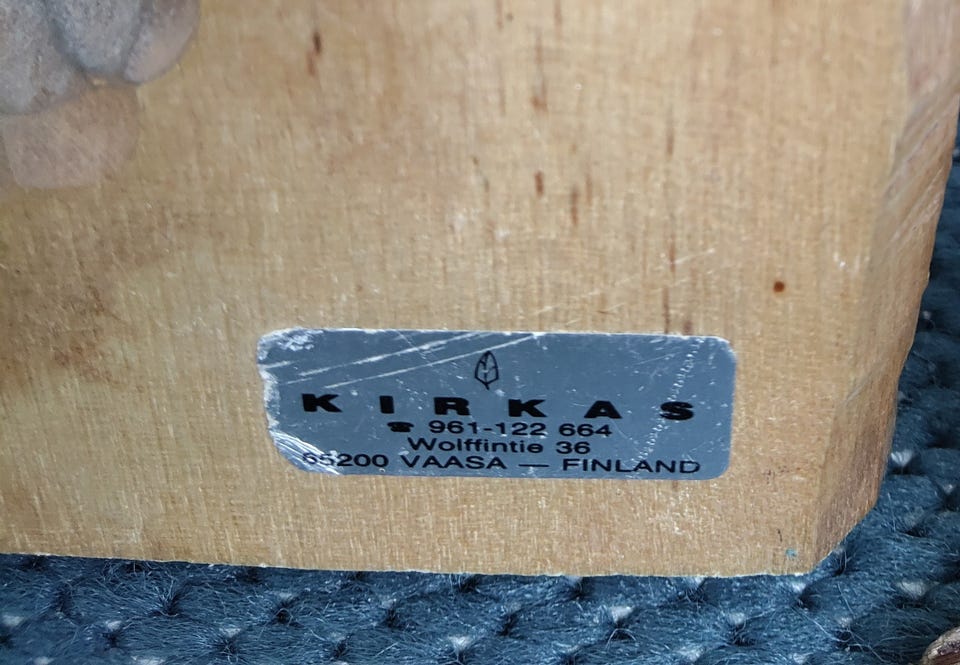 KIRKAS
☎ 961-122 664
Wolffintie 36
65200 VAASA — FINLAND